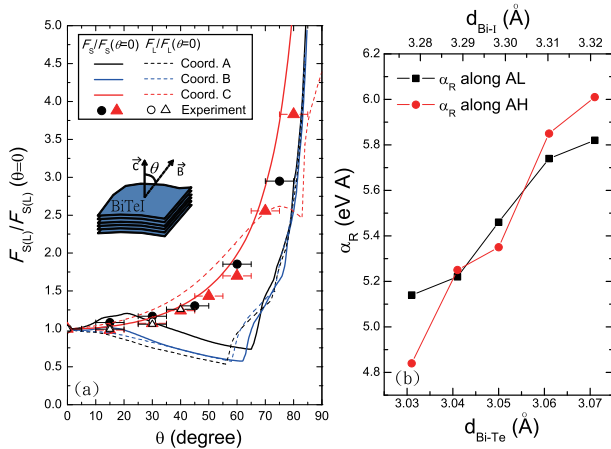 F_S/F_S(θ=0) F_L/F_L(θ=0)
Coord. A
Coord. B
Coord. C
Experiment
c θ B
BiTeI
(a)
F_S(L)/F_S(L) (θ=0)
5.0
4.5
4.0
3.5
3.0
2.5
2.0
1.5
1.0
0.5
0.0
0 10 20 30 40 50 60 70 80 90
θ (degree)
d_Bi-I (Å)
3.28 3.29 3.30 3.31 3.32
α_R along AL
α_R along AH
α_R (eV A)
6.2
6.0
5.8
5.6
5.4
5.2
5.0
4.8
(b)
3.03 3.04 3.05 3.06 3.07
d_Bi-Te (Å)